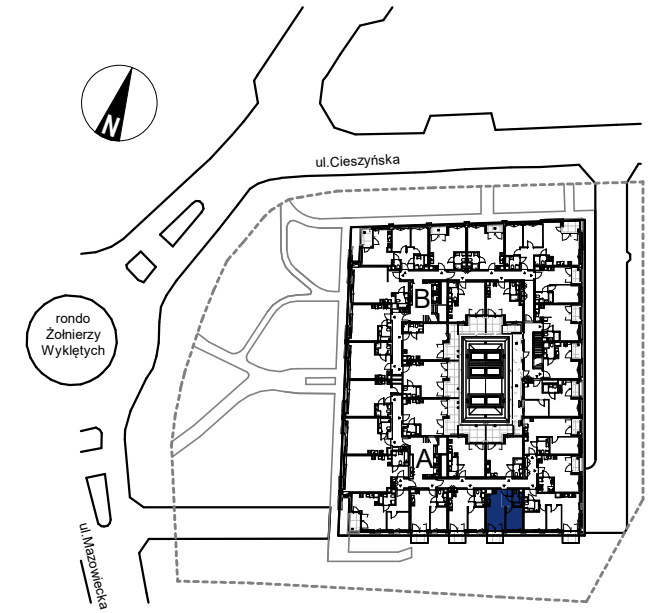 N
ul.Cieszyńska
B
rondo
Żołnierzy
Wyklętych
A
ul.Mazowiecka